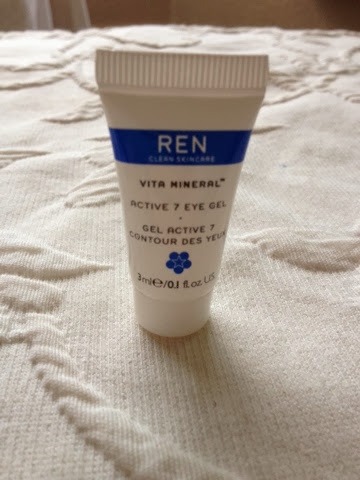 REN
CLEAN SKINCARE
VITA MINERAL™
ACTIVE 7 EYE GEL
-
GEL ACTIVE 7
CONTOUR DES YEUX
3ml℮/0.1 fl.oz. US.